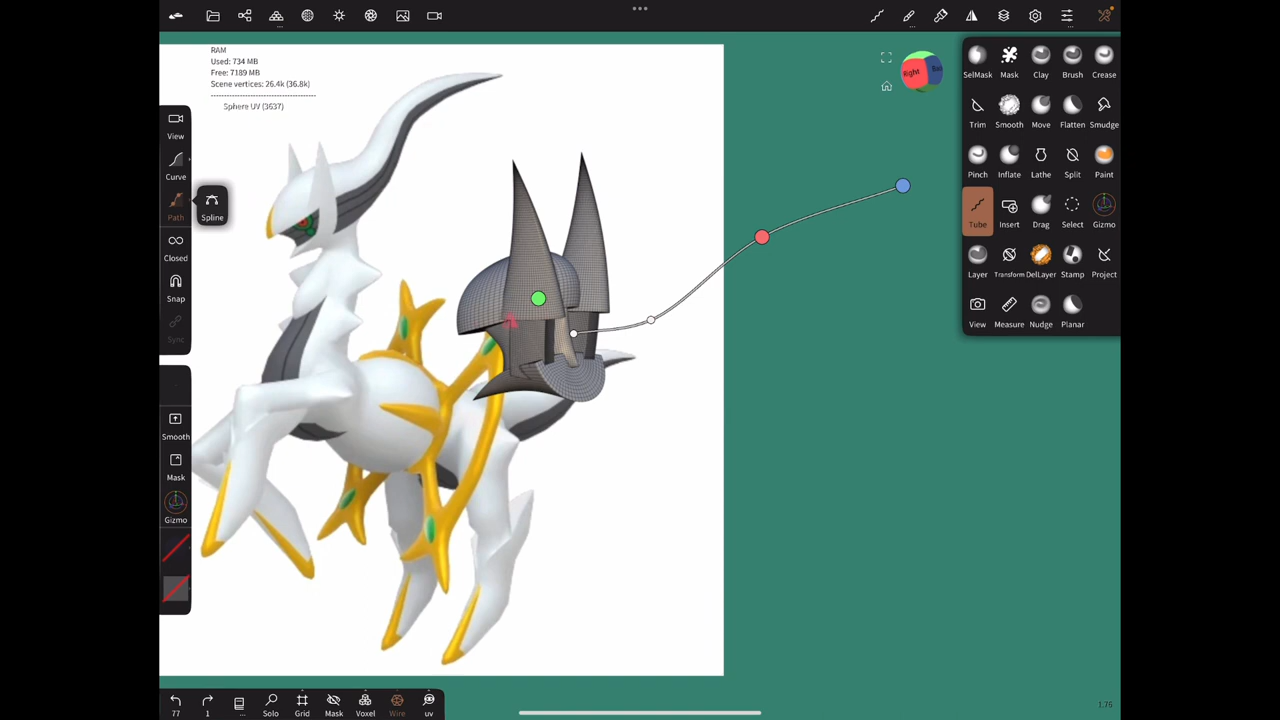 RAM
Used: 734 MB
Free: 7189 MB
Scene vertices: 26.4k (36.8k)
Sphere UV (3637)
View
Curve
Path
Spline
Closed
Snap
Sync
Smooth
Mask
Gizmo
Right
SelMask Mask Clay Brush Crease
Trim Smooth Move Flatten Smudge
Pinch Inflate Lathe Split Paint
Tube Insert Drag Select Gizmo
Layer Transform DelLayer Stamp Project
View Measure Nudge Planar
77 1 ... Solo Grid Mask Voxel Wire uv
1.76